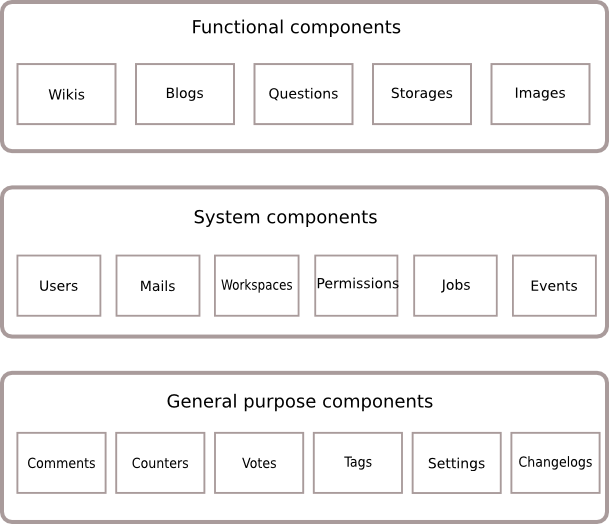 Functional components
Wikis Blogs Questions Storages Images
System components
Users Mails Workspaces Permissions Jobs Events
General purpose components
Comments Counters Votes Tags Settings Changelogs